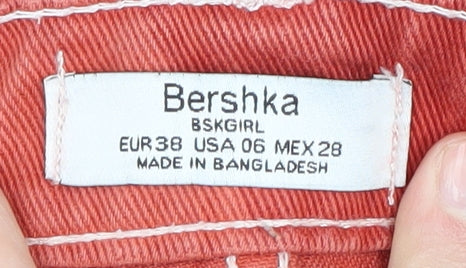 Bershka
BSKGIRL
EUR38 USA 06 MEX 28
MADE IN BANGLADESH